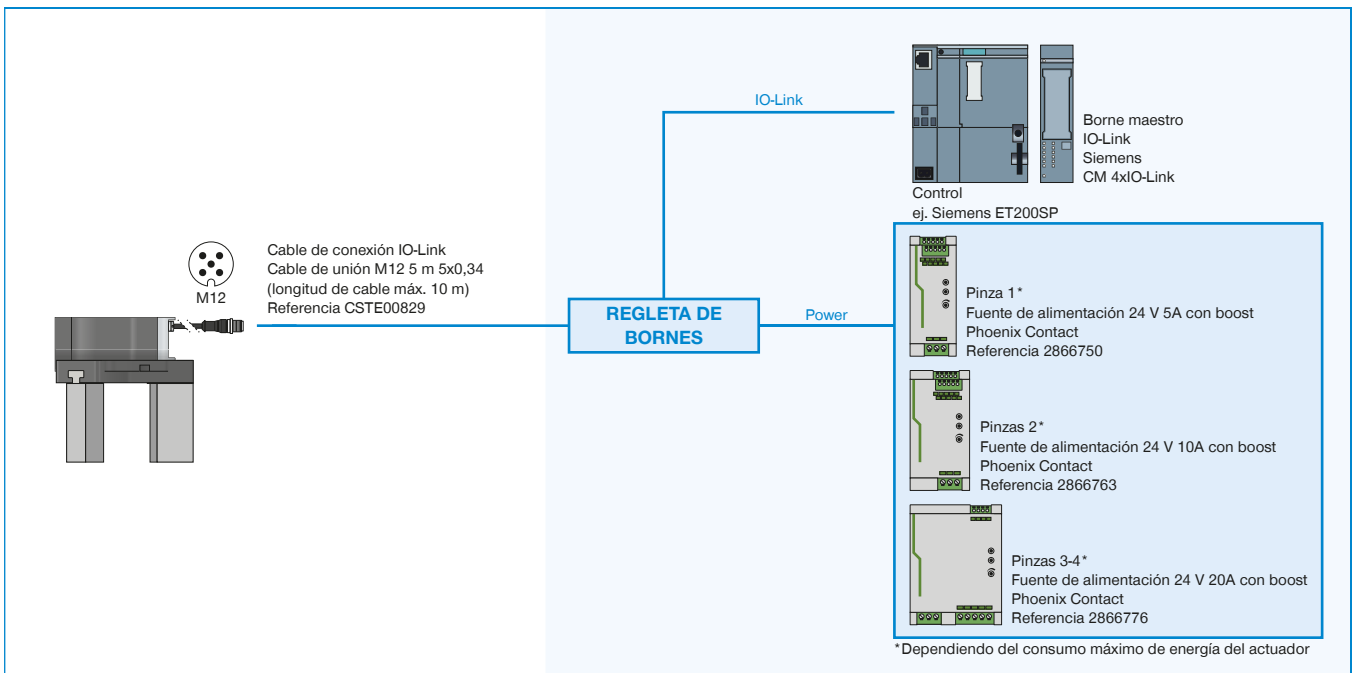 IO-Link
Borne maestro
IO-Link
Siemens
CM 4xIO-Link
Control
ej. Siemens ET200SP
M12
Cable de conexión IO-Link
Cable de unión M12 5 m 5x0,34
(longitud de cable máx. 10 m)
Referencia CSTE00829
REGLETA DE
BORNES
Power
Pinza 1*
Fuente de alimentación 24 V 5A con boost
Phoenix Contact
Referencia 2866750
Pinzas 2*
Fuente de alimentación 24 V 10A con boost
Phoenix Contact
Referencia 2866763
Pinzas 3-4*
Fuente de alimentación 24 V 20A con boost
Phoenix Contact
Referencia 2866776
*Dependiendo del consumo máximo de energía del actuador